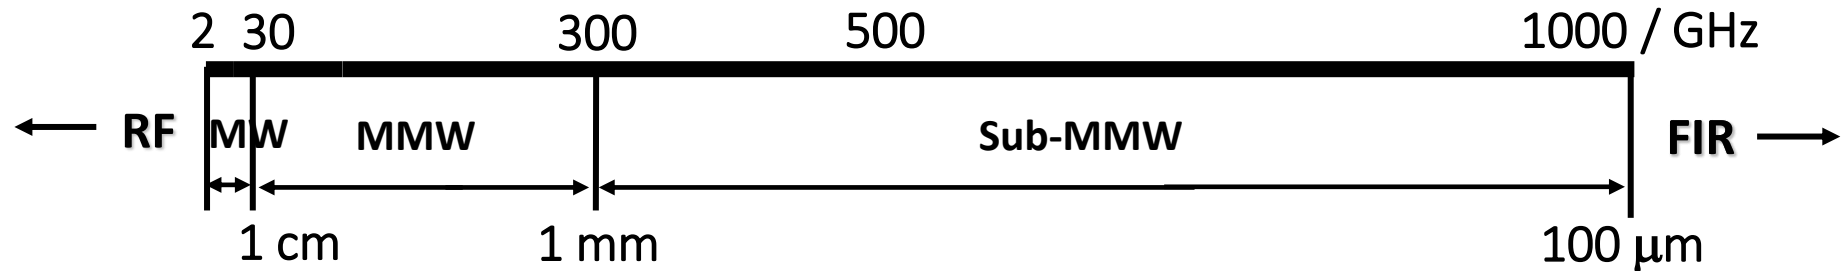 2 30 300 500 1000 / GHz
RF MW MMW Sub-MMW FIR
1 cm 1 mm 100 μm